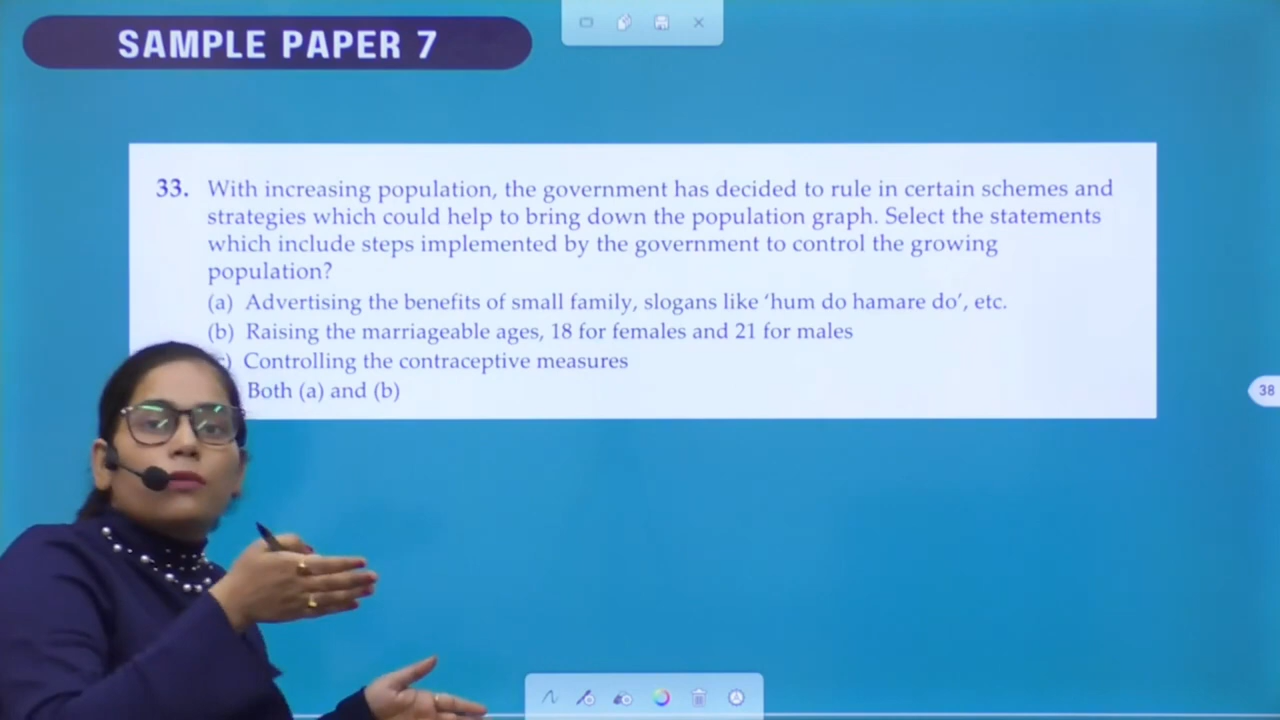 SAMPLE PAPER 7
33. With increasing population, the government has decided to rule in certain schemes and
strategies which could help to bring down the population graph. Select the statements
which include steps implemented by the government to control the growing
population?
(a) Advertising the benefits of small family, slogans like ‘hum do hamare do’, etc.
(b) Raising the marriageable ages, 18 for females and 21 for males
c) Controlling the contraceptive measures
Both (a) and (b)
38